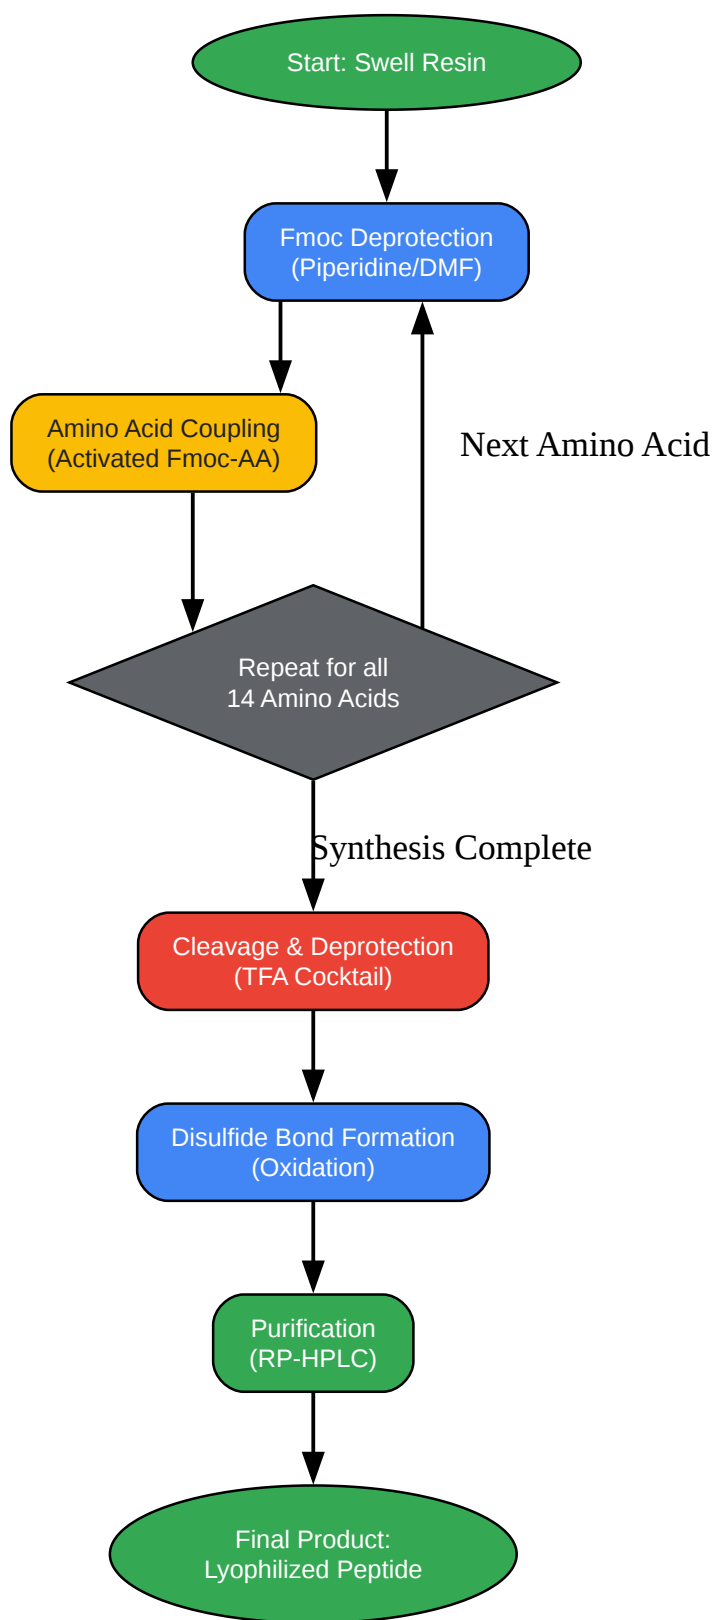 Start: Swell Resin
Fmoc Deprotection
(Piperidine/DMF)
Amino Acid Coupling
(Activated Fmoc-AA)
Next Amino Acid
Repeat for all
14 Amino Acids
Synthesis Complete
Cleavage & Deprotection
(TFA Cocktail)
Disulfide Bond Formation
(Oxidation)
Purification
(RP-HPLC)
Final Product:
Lyophilized Peptide